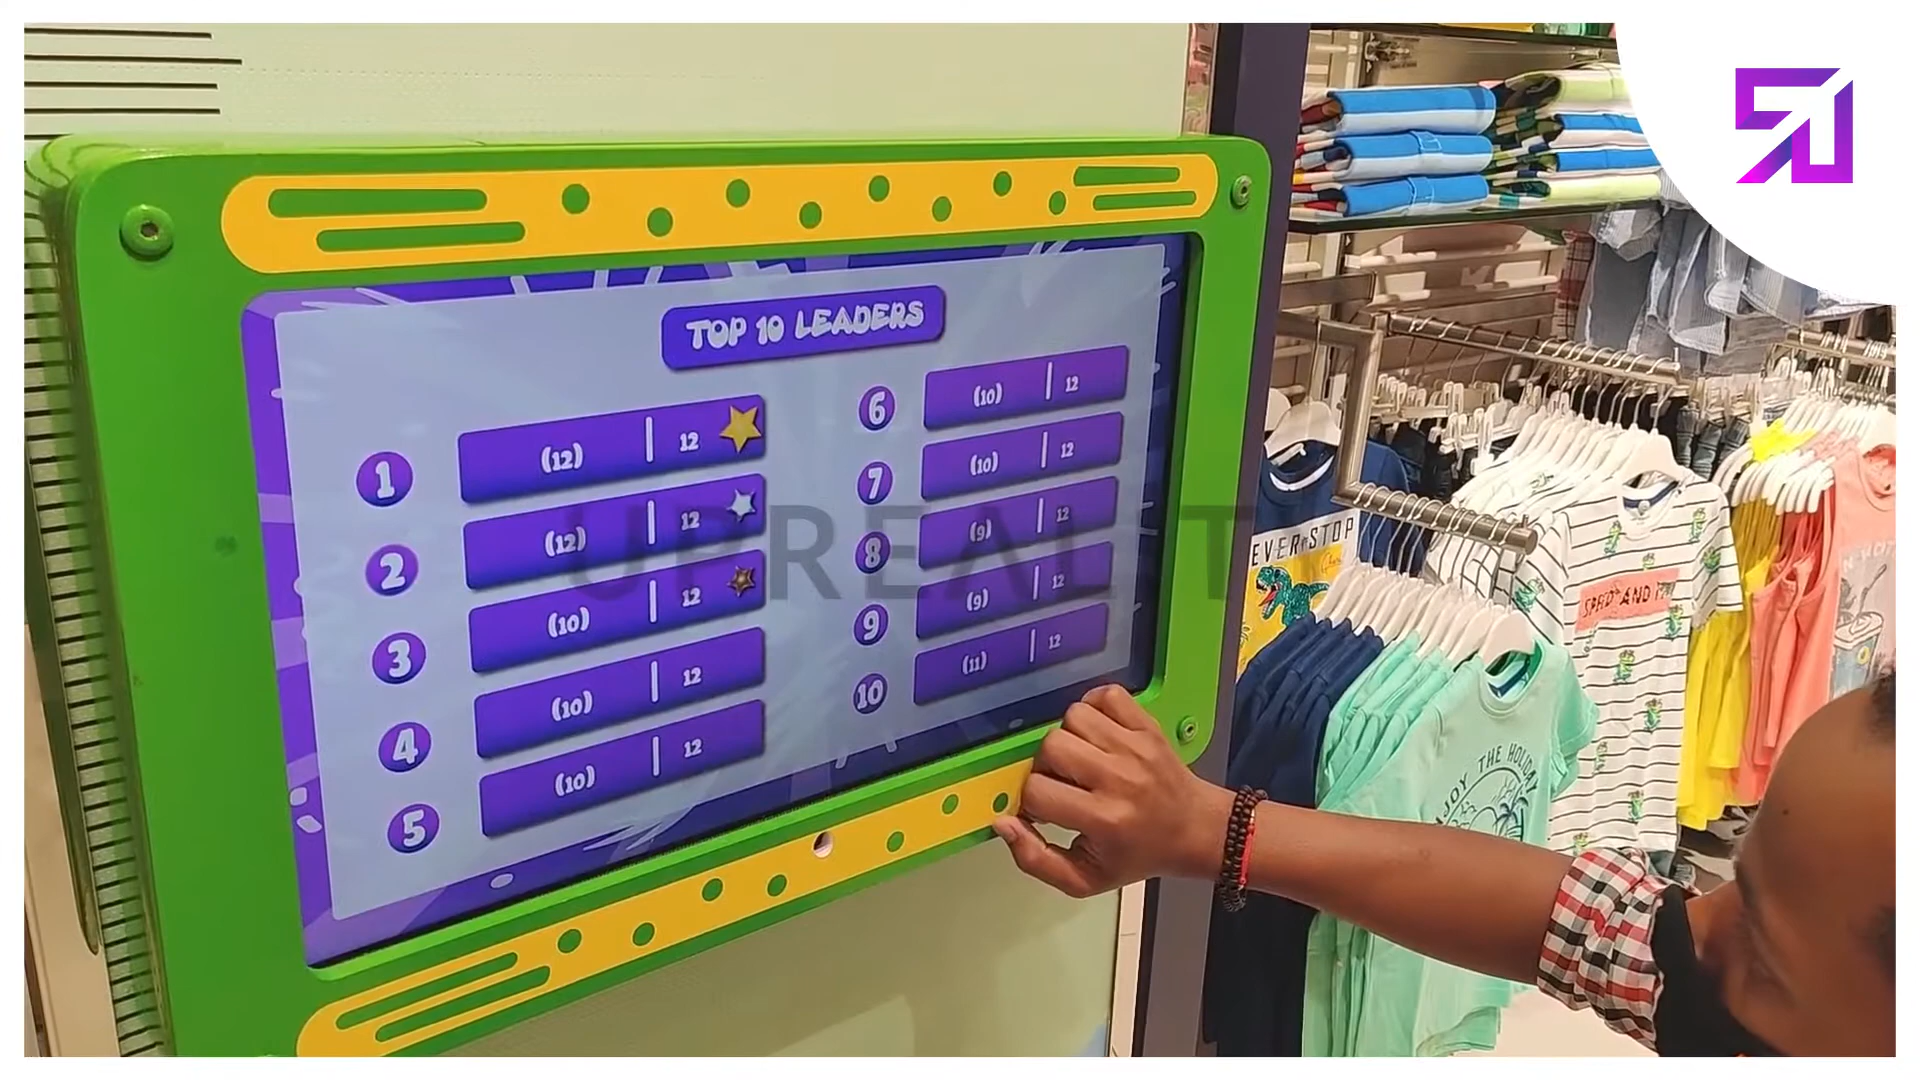 TOP 10 LEADERS
1 (12) | 12
2 (12) | 12
3 (10) | 12
4 (10) | 12
5 (10) | 12
6 (10) | 12
7 (10) | 12
8 (9) | 12
9 (9) | 12
10 (11) | 12
UPREALIT
EVER STOP
AND
JOY THE HOLIDAY